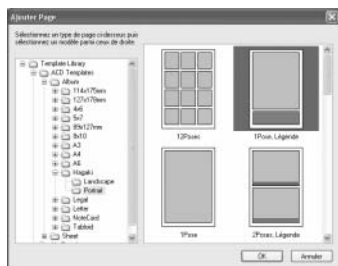 Ajouter Page
Sélectionnez un type de page ci-dessous puis
sélectionnez un modèle parmi ceux de droite.
Template Library
ACD Templates
Album
114x175mm
127x178mm
4x6
5x7
89x127mm
8x10
A3
A4
A6
Hagaki
Landscape
Portrait
Legal
Letter
NoteCard
Tabloid
Sheet
12Poses
1Pose, Légende
1Pose
2Poses, Légende
OK
Annuler